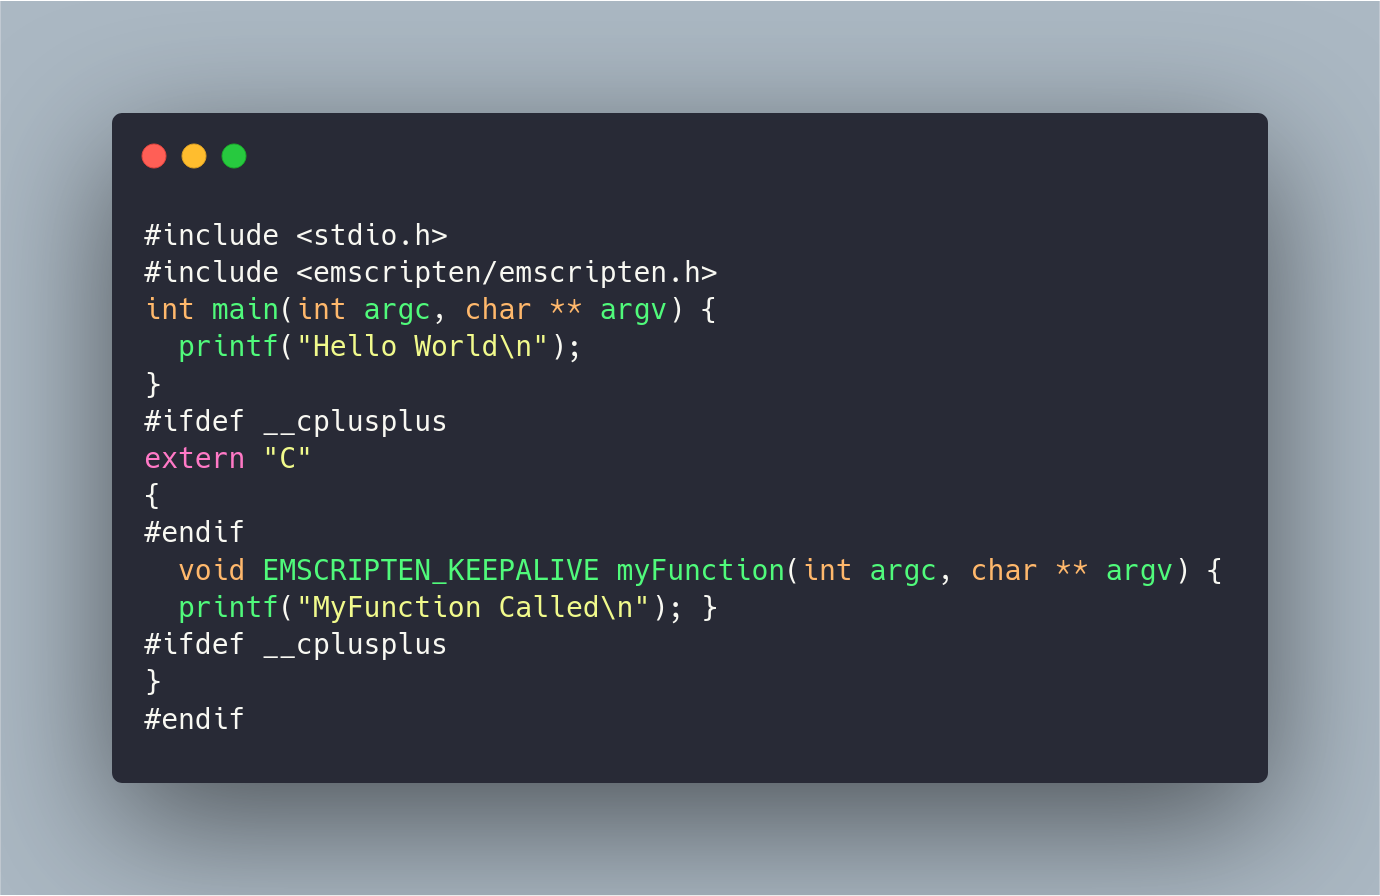 #include <stdio.h>
#include <emscripten/emscripten.h>
int main(int argc, char ** argv) {
  printf("Hello World\n");
}
#ifdef __cplusplus
extern "C"
{
#endif
  void EMSCRIPTEN_KEEPALIVE myFunction(int argc, char ** argv) {
  printf("MyFunction Called\n"); }
#ifdef __cplusplus
}
#endif